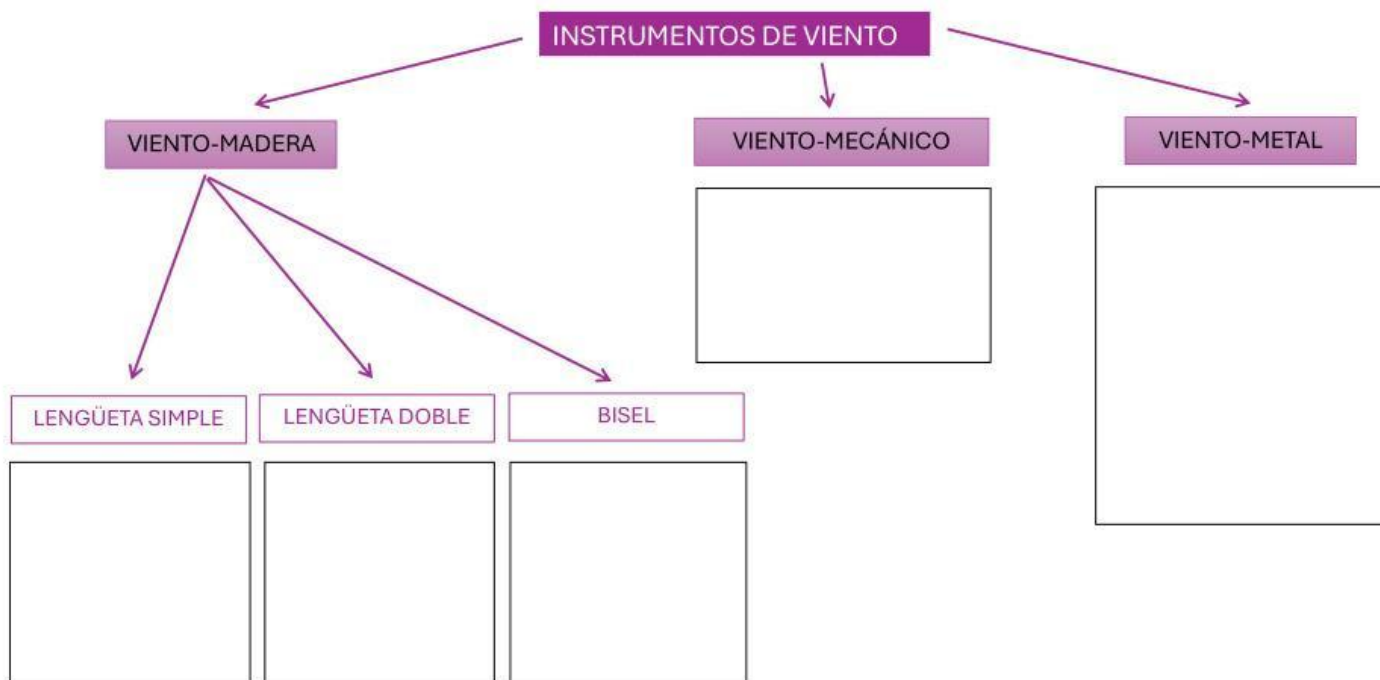 INSTRUMENTOS DE VIENTO
VIENTO-MADERA
VIENTO-MECÁNICO
VIENTO-METAL
LENGÜETA SIMPLE
LENGÜETA DOBLE
BISEL